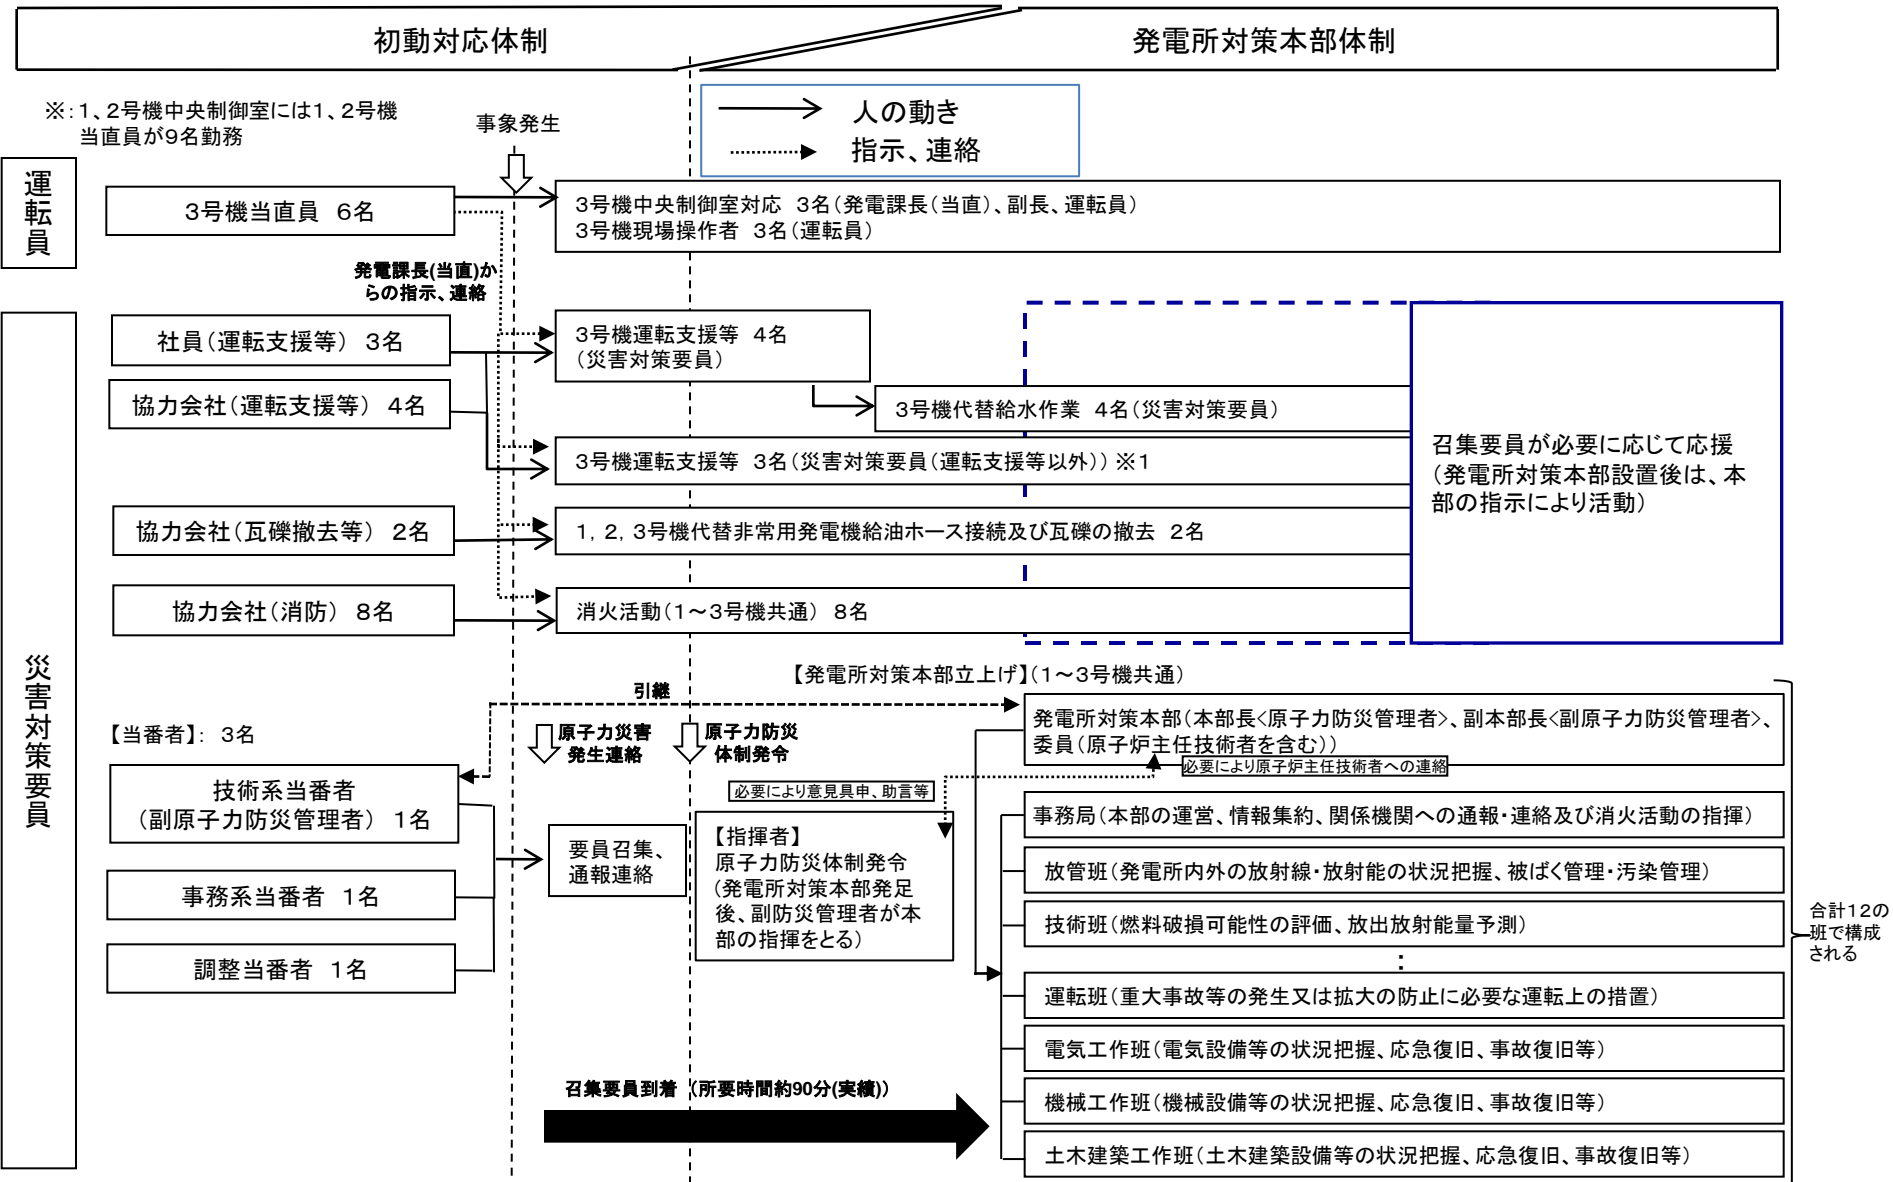 初動対応体制
発電所対策本部体制
※：１、２号機中央制御室には１、２号機
当直員が９名勤務
事象発生
人の動き
指示、連絡
運転員
３号機当直員　６名
３号機中央制御室対応　３名（発電課長（当直）、副長、運転員）
３号機現場操作者　３名（運転員）
発電課長(当直)か
らの指示、連絡
災害対策要員
社員（運転支援等）　３名
３号機運転支援等　４名
（災害対策要員）
協力会社（運転支援等）　４名
３号機代替給水作業　４名（災害対策要員）
３号機運転支援等　３名（災害対策要員（運転支援等以外））※１
召集要員が必要に応じて応援
（発電所対策本部設置後は、本
部の指示により活動）
協力会社（瓦礫撤去等）　２名
１，２，３号機代替非常用発電機給油ホース接続及び瓦礫の撤去　２名
協力会社（消防）　８名
消火活動（１～３号機共通）　８名
【発電所対策本部立上げ】（１～３号機共通）
引継
【当番者】：　３名
原子力災害
発生連絡
原子力防災
体制発令
発電所対策本部（本部長<原子力防災管理者>、副本部長<副原子力防災管理者>、
委員（原子炉主任技術者を含む））
必要により原子炉主任技術者への連絡
必要により意見具申、助言等
技術系当番者
（副原子力防災管理者）　１名
事務系当番者　１名
調整当番者　１名
要員召集、
通報連絡
【指揮者】
原子力防災体制発令
（発電所対策本部発足
後、副防災管理者が本
部の指揮をとる）
事務局（本部の運営、情報集約、関係機関への通報・連絡及び消火活動の指揮）
放管班（発電所内外の放射線・放射能の状況把握、被ばく管理・汚染管理）
技術班（燃料破損可能性の評価、放出放射能量予測）
：
運転班（重大事故等の発生又は拡大の防止に必要な運転上の措置）
電気工作班（電気設備等の状況把握、応急復旧、事故復旧等）
機械工作班（機械設備等の状況把握、応急復旧、事故復旧等）
土木建築工作班（土木建築設備等の状況把握、応急復旧、事故復旧等）
合計１２の
班で構成
される
召集要員到着　（所要時間約90分(実績)）